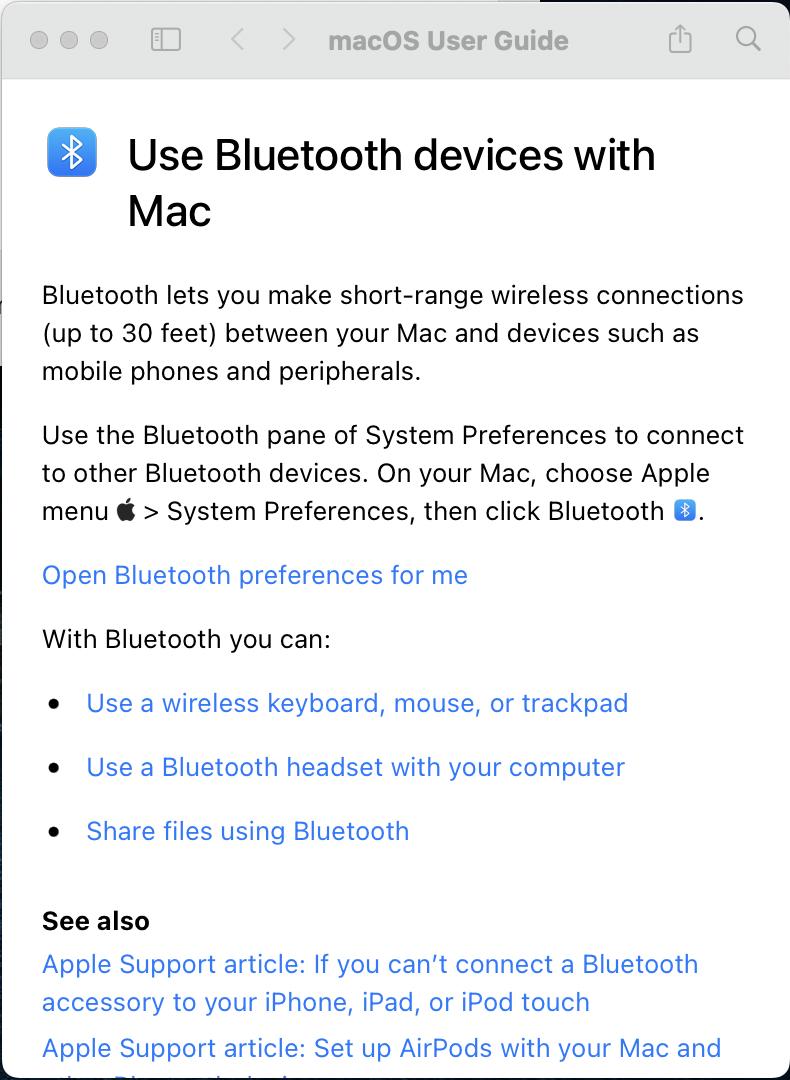 macOS User Guide
Use Bluetooth devices with
Mac
Bluetooth lets you make short-range wireless connections
(up to 30 feet) between your Mac and devices such as
mobile phones and peripherals.
Use the Bluetooth pane of System Preferences to connect
to other Bluetooth devices. On your Mac, choose Apple
menu > System Preferences, then click Bluetooth .
Open Bluetooth preferences for me
With Bluetooth you can:
• Use a wireless keyboard, mouse, or trackpad
• Use a Bluetooth headset with your computer
• Share files using Bluetooth
See also
Apple Support article: If you can’t connect a Bluetooth
accessory to your iPhone, iPad, or iPod touch
Apple Support article: Set up AirPods with your Mac and